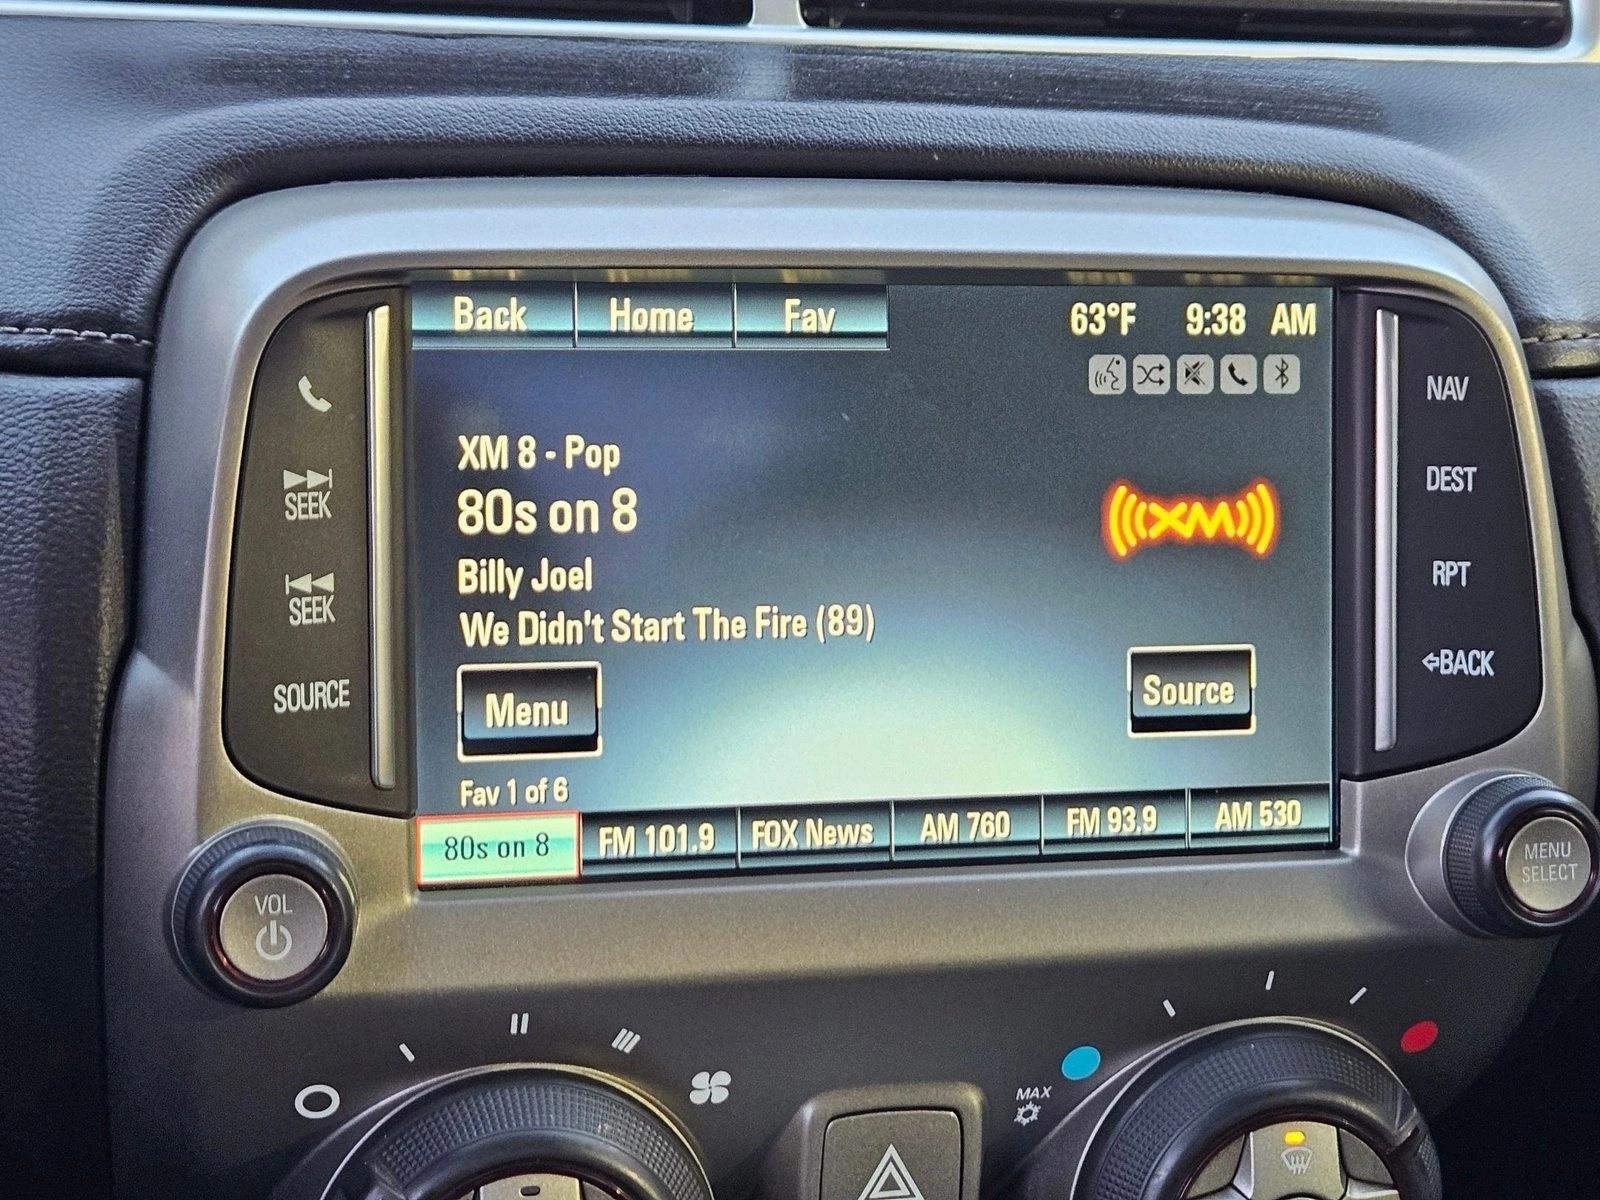 Back Home Fav 63°F 9:38 AM
NAV
SEEK
DEST
XM 8 - Pop
80s on 8
XM
Billy Joel
RPT
SEEK
We Didn't Start The Fire (89)
SOURCE
Menu
Source
BACK
Fav 1 of 6
80s on 8 FM 101.9 FOX News AM 760 FM 93.9 AM 530
VOL
MENU
SELECT
MAX